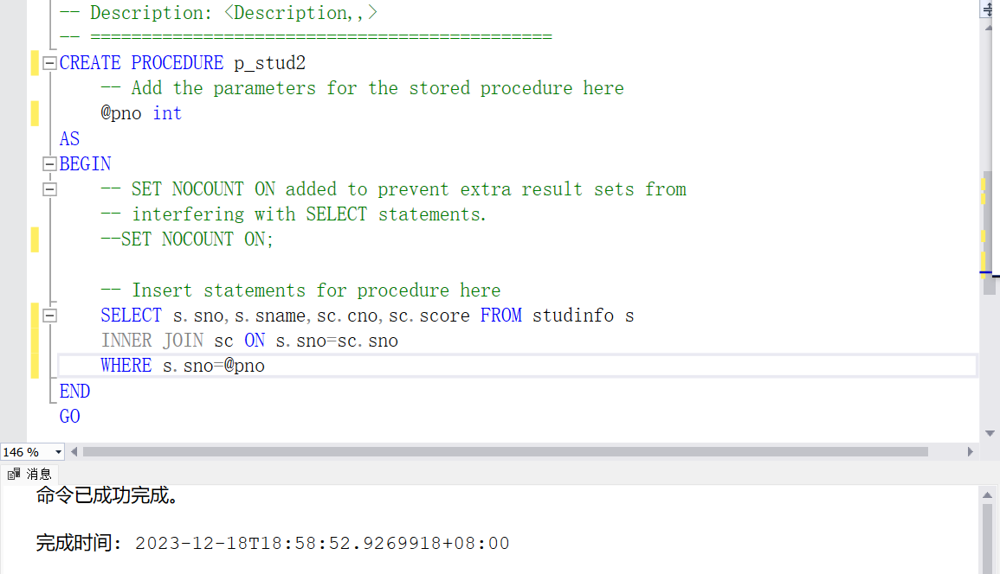 -- Description: <Description,,>
-- =============================================
CREATE PROCEDURE p_stud2
-- Add the parameters for the stored procedure here
@pno int
AS
BEGIN
-- SET NOCOUNT ON added to prevent extra result sets from
-- interfering with SELECT statements.
--SET NOCOUNT ON;
-- Insert statements for procedure here
SELECT s.sno,s.sname,sc.cno,sc.score FROM studinfo s
INNER JOIN sc ON s.sno=sc.sno
WHERE s.sno=@pno
END
GO
146 %
消息
命令已成功完成。
完成时间: 2023-12-18T18:58:52.9269918+08:00